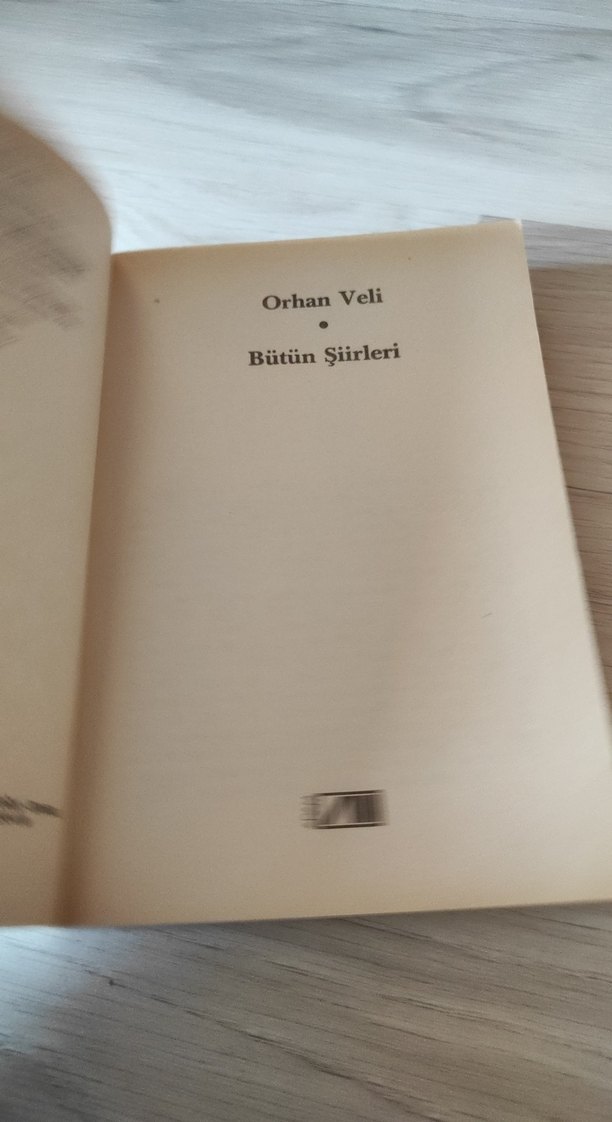 Orhan Veli
•
Bütün Şiirleri